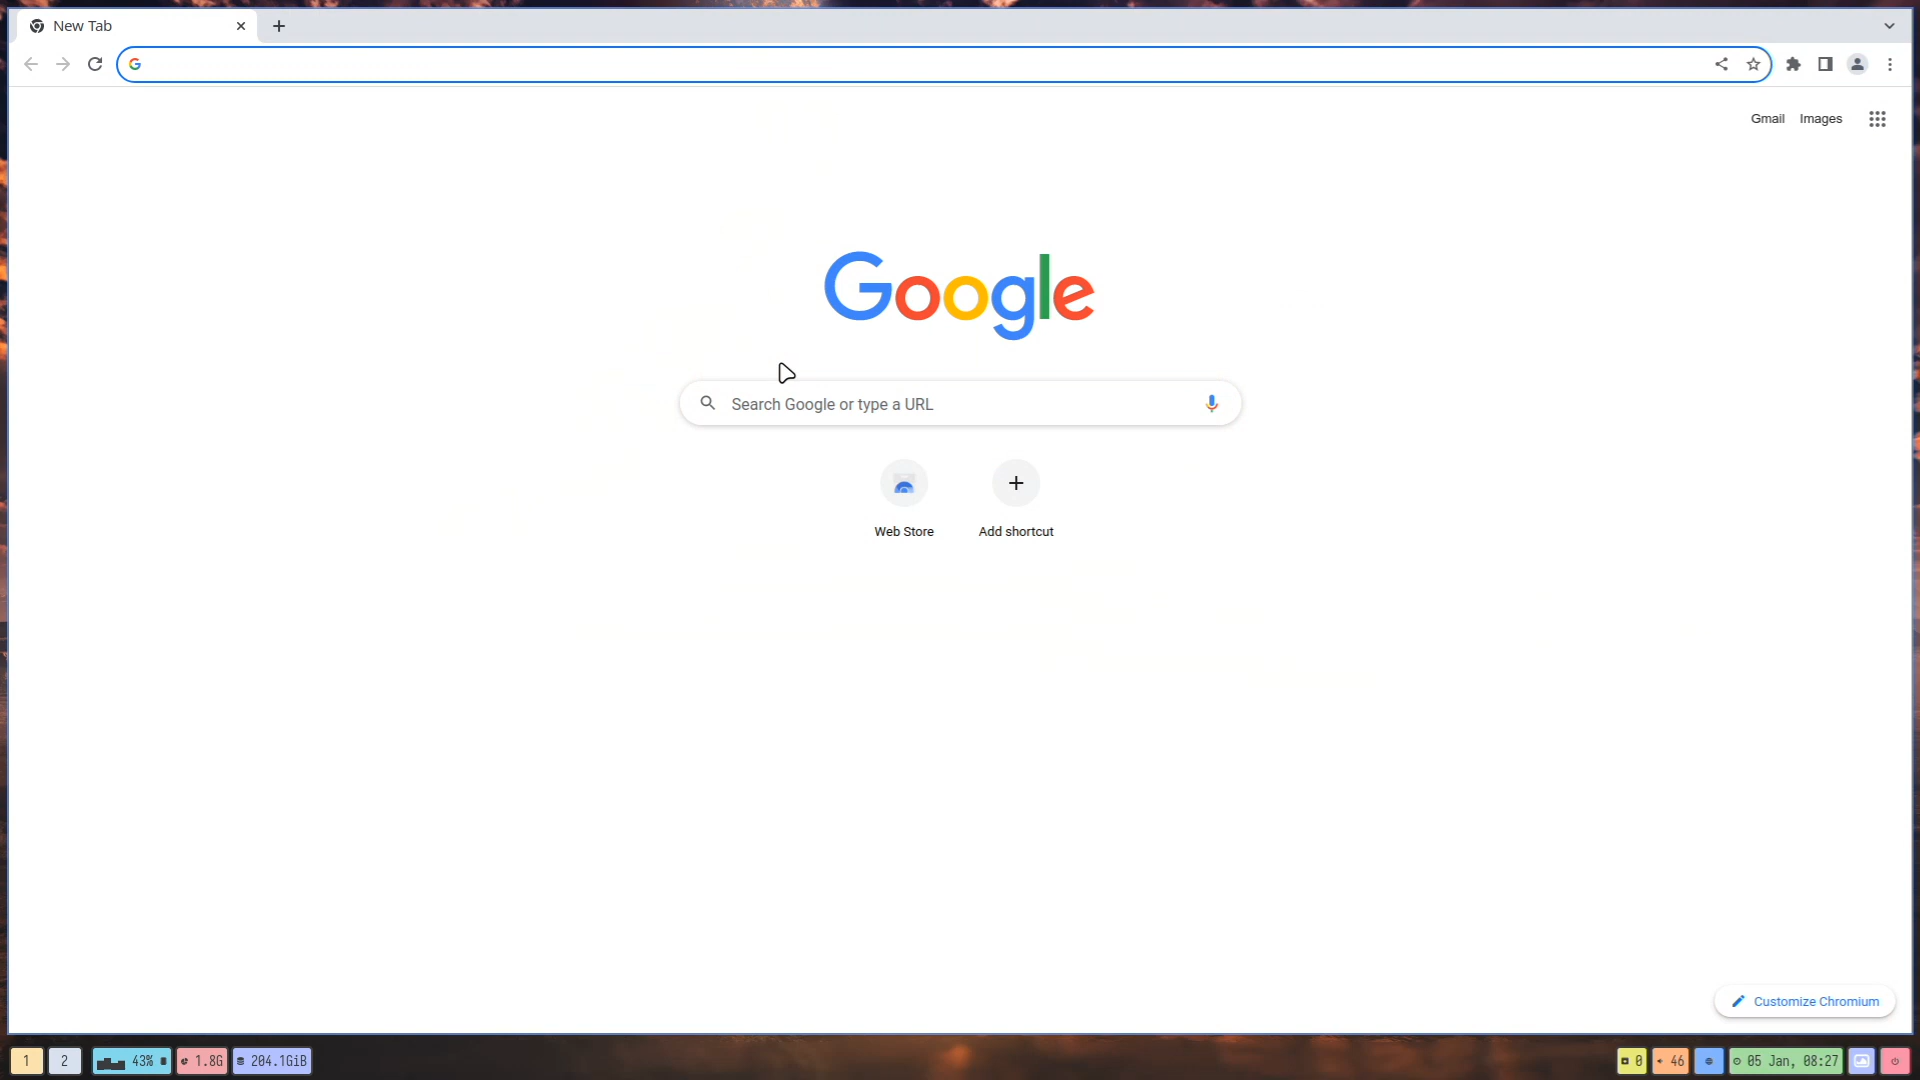 New Tab
Gmail Images
Google
Search Google or type a URL
Web Store Add shortcut
Customize Chromium
1 2 43% 1.8G 204.1GiB 0 46 05 Jan, 08:27